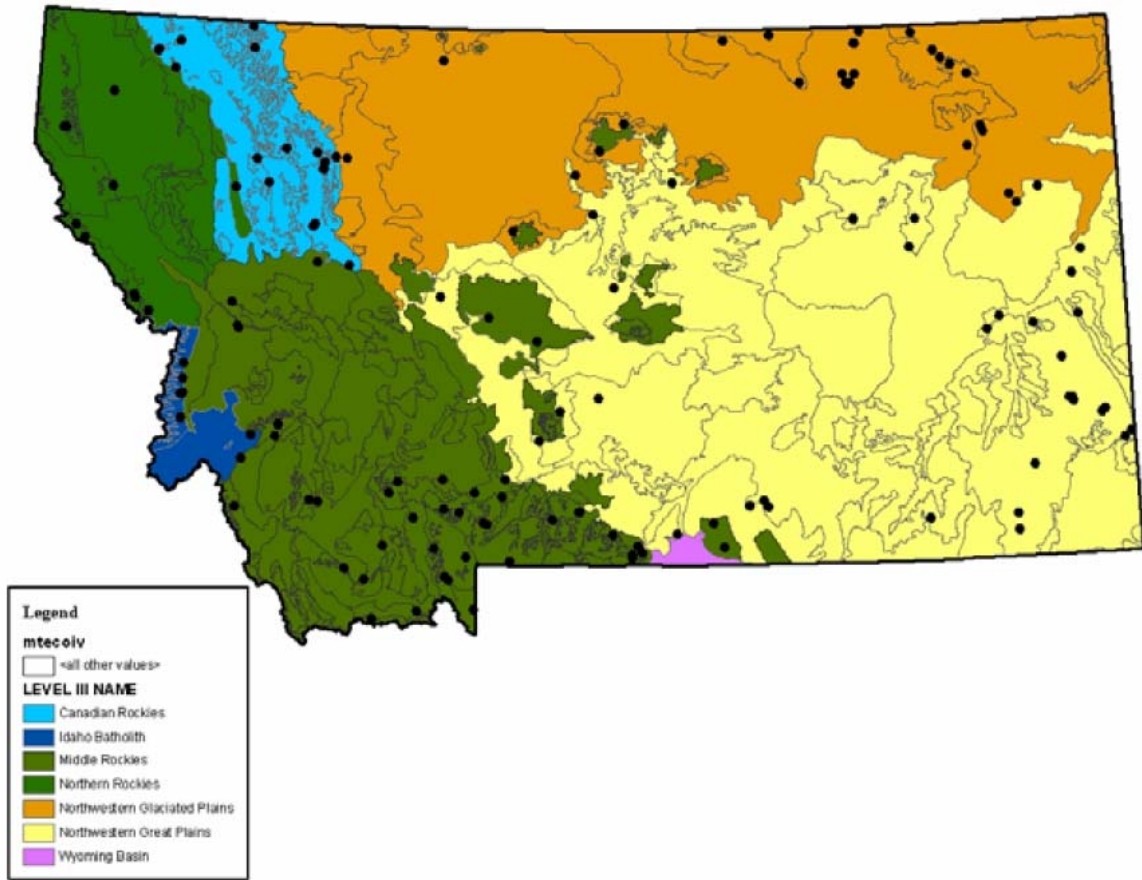 Legend
mtecoiv
<all other values>
LEVEL III NAME
Canadian Rockies
Idaho Batholith
Middle Rockies
Northern Rockies
Northwestern Glaciated Plains
Northwestern Great Plains
Wyoming Basin